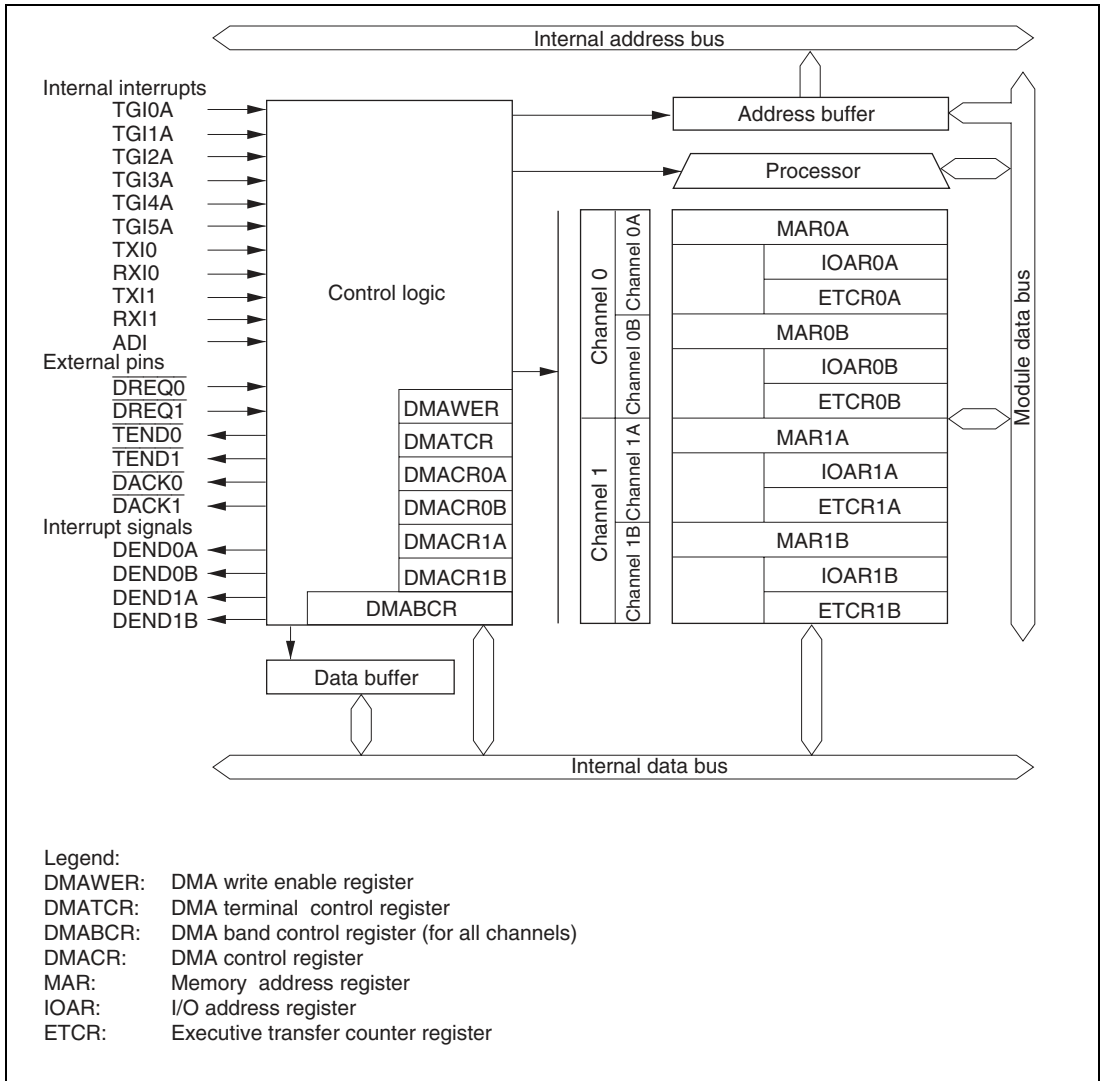 Internal address bus
Internal interrupts
TGI0A
TGI1A
TGI2A
TGI3A
TGI4A
TGI5A
TXI0
RXI0
TXI1
RXI1
ADI
External pins
DREQ0
DREQ1
TEND0
TEND1
DACK0
DACK1
Interrupt signals
DEND0A
DEND0B
DEND1A
DEND1B
Control logic
DMAWER
DMATCR
DMACR0A
DMACR0B
DMACR1A
DMACR1B
DMABCR
Data buffer
Address buffer
Processor
Channel 0
Channel 0A
Channel 0B
Channel 1
Channel 1A
Channel 1B
MAR0A
IOAR0A
ETCR0A
MAR0B
IOAR0B
ETCR0B
MAR1A
IOAR1A
ETCR1A
MAR1B
IOAR1B
ETCR1B
Module data bus
Internal data bus
Legend:
DMAWER: DMA write enable register
DMATCR: DMA terminal control register
DMABCR: DMA band control register (for all channels)
DMACR: DMA control register
MAR: Memory address register
IOAR: I/O address register
ETCR: Executive transfer counter register